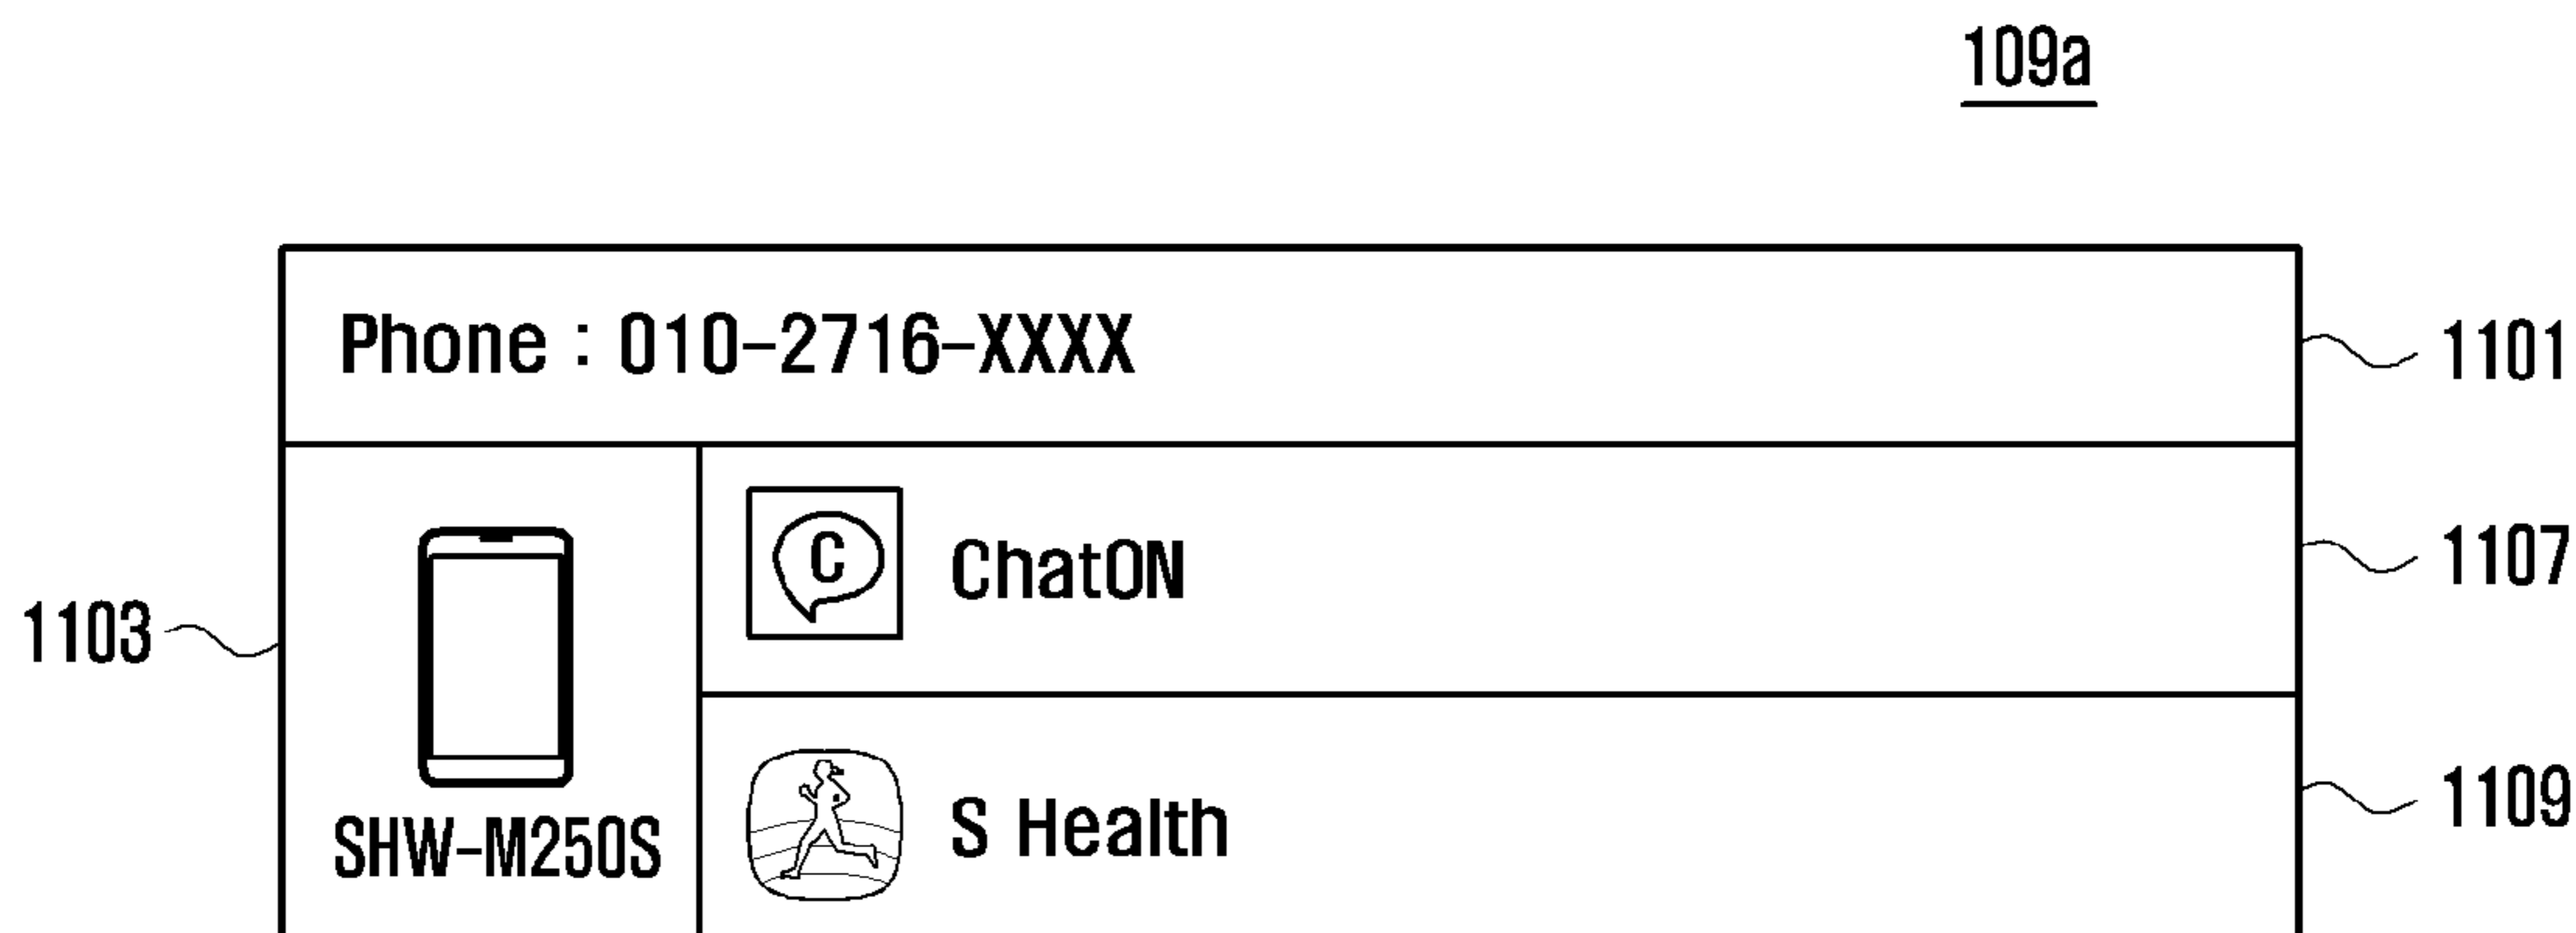 109a
Phone : 010-2716-XXXX
1101
C
ChatON
1107
1103
SHW-M250S
S Health
1109